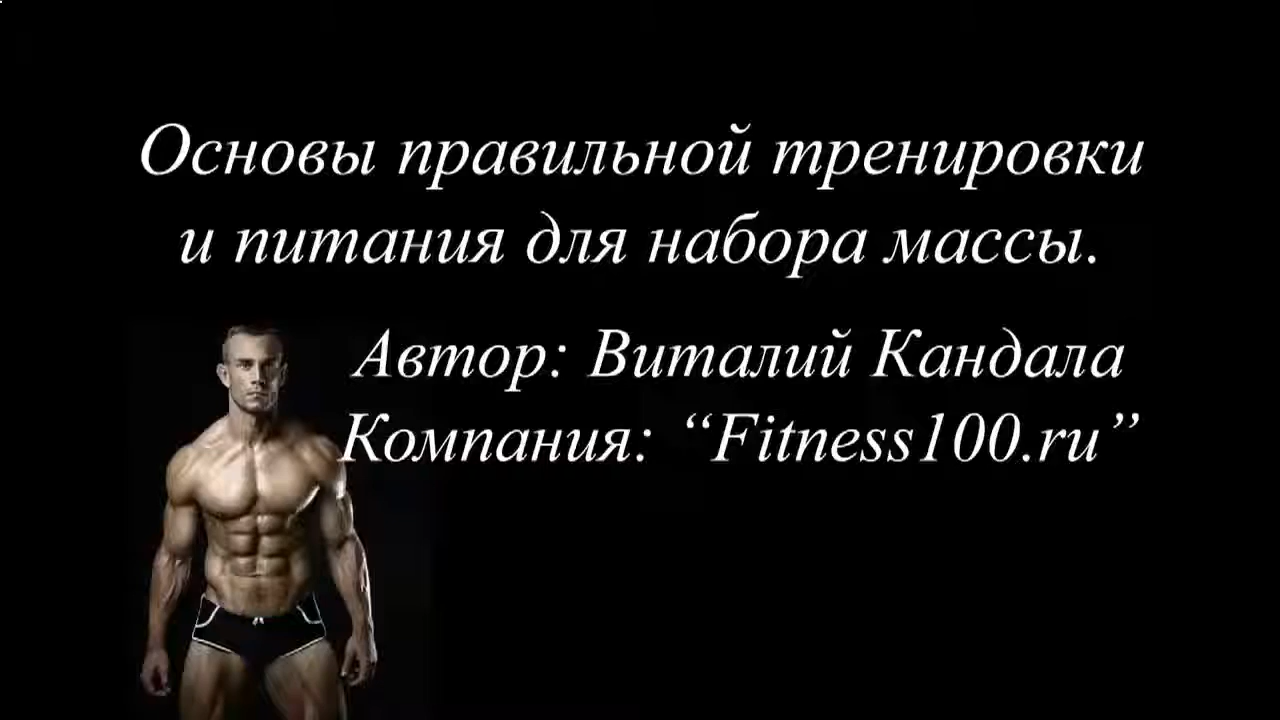 Основы правильной тренировки
и питания для набора массы.
Автор: Виталий Кандала
Компания: “Fitness100.ru”